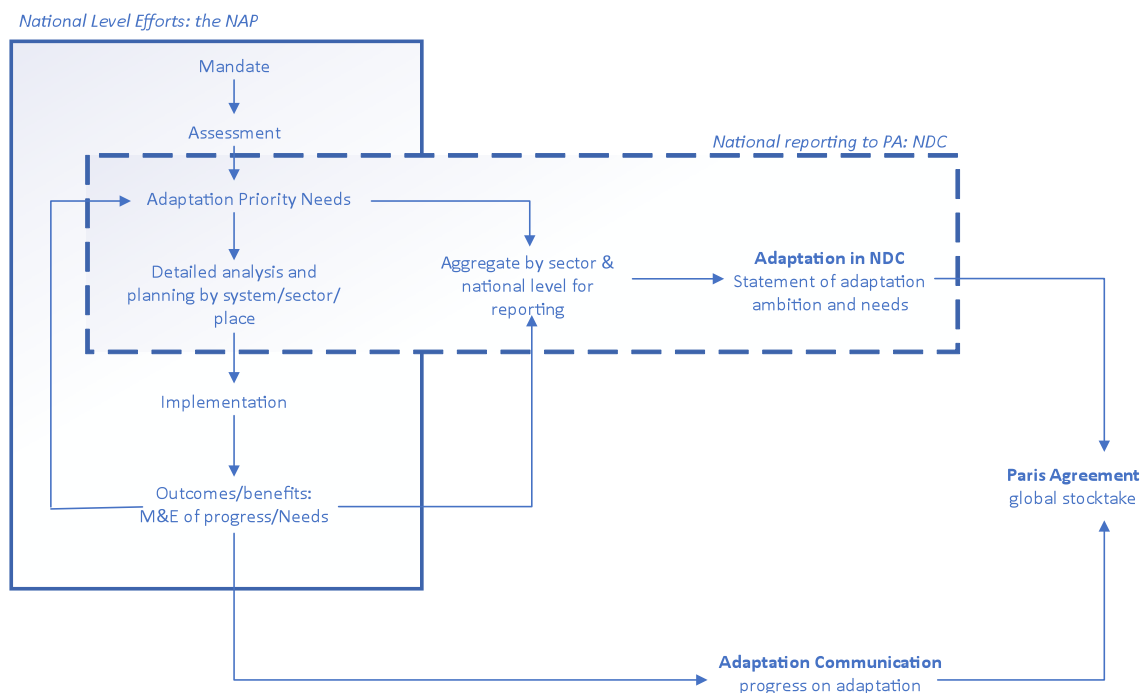 National Level Efforts: the NAP
Mandate
Assessment
National reporting to PA: NDC
Adaptation Priority Needs
Detailed analysis and
planning by system/sector/
place
Aggregate by sector &
national level for
reporting
Adaptation in NDC
Statement of adaptation
ambition and needs
Implementation
Outcomes/benefits:
M&E of progress/Needs
Paris Agreement
global stocktake
Adaptation Communication
progress on adaptation